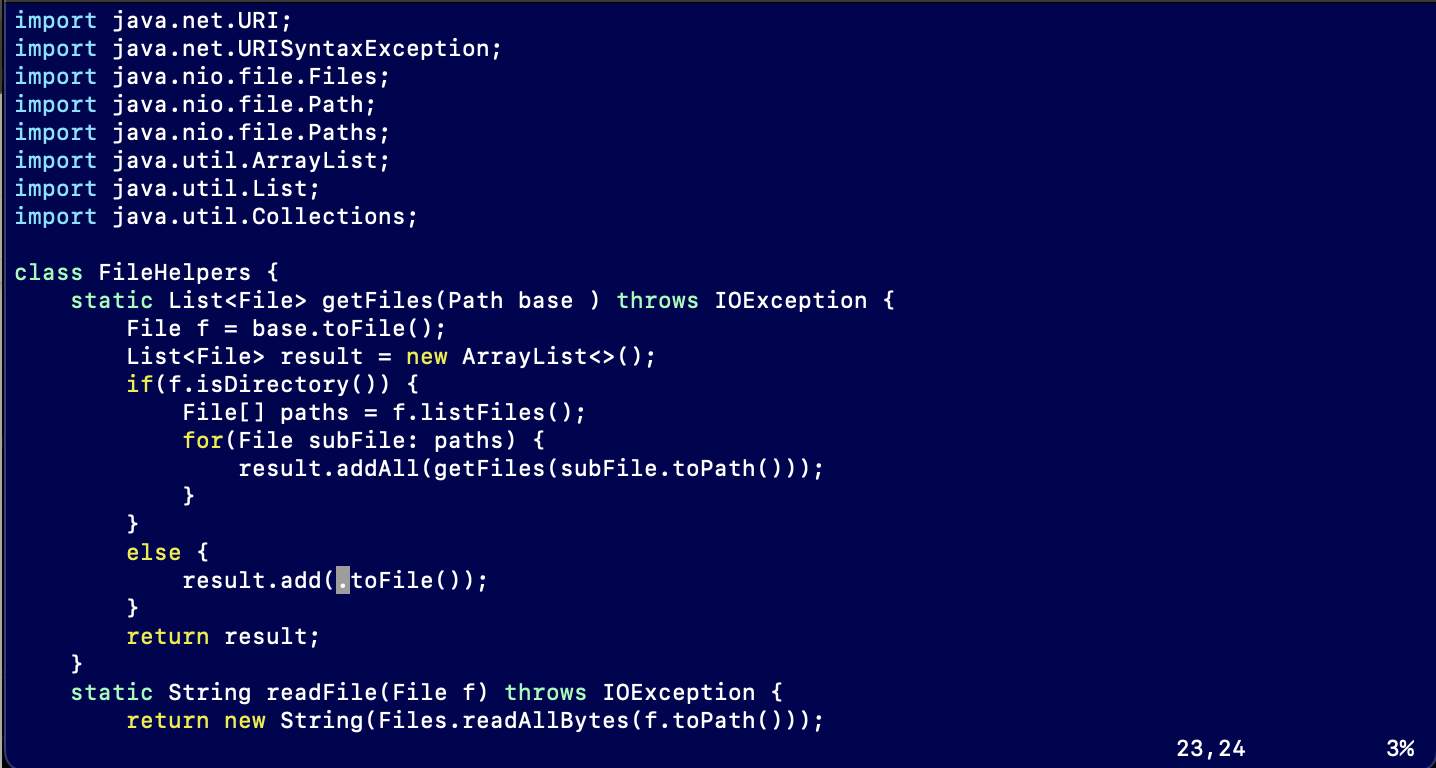 import java.net.URI;
import java.net.URISyntaxException;
import java.nio.file.Files;
import java.nio.file.Path;
import java.nio.file.Paths;
import java.util.ArrayList;
import java.util.List;
import java.util.Collections;

class FileHelpers {
    static List<File> getFiles(Path base ) throws IOException {
        File f = base.toFile();
        List<File> result = new ArrayList<>();
        if(f.isDirectory()) {
            File[] paths = f.listFiles();
            for(File subFile: paths) {
                result.addAll(getFiles(subFile.toPath()));
            }
        }
        else {
            result.add(.toFile());
        }
        return result;
    }
    static String readFile(File f) throws IOException {
        return new String(Files.readAllBytes(f.toPath()));
23,24 3%